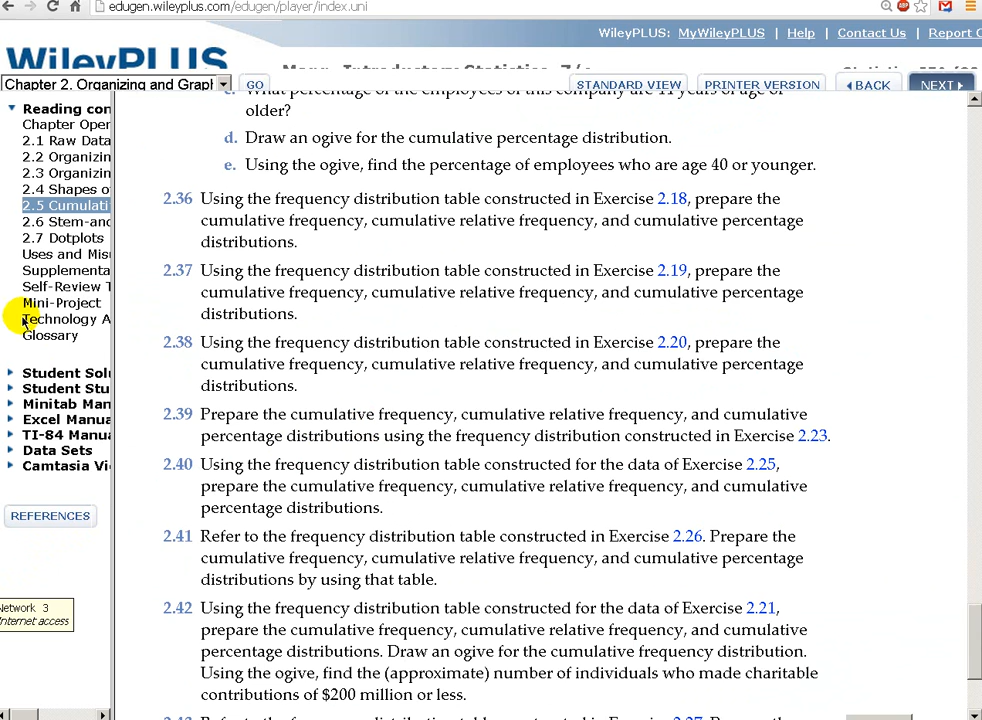 edugen.wileyplus.com/edugen/player/index.uni
WileyPLUS: MyWileyPLUS | Help | Contact Us | Report
WileyPLUS
Chapter 2. Organizing and Grap
GO
STANDARD VIEW
PRINTER VERSION
BACK
NEXT
Reading con
Chapter Open
2.1 Raw Data
2.2 Organizin
2.3 Organizin
2.4 Shapes o
2.5 Cumulati
2.6 Stem-and
2.7 Dotplots
Uses and Mis
Supplementa
Self-Review T
Mini-Project
Technology A
Glossary
Student Solu
Student Stu
Minitab Man
Excel Manua
TI-84 Manua
Data Sets
Camtasia Vi
REFERENCES
Network 3
Internet access
older?
d. Draw an ogive for the cumulative percentage distribution.
e. Using the ogive, find the percentage of employees who are age 40 or younger.
2.36 Using the frequency distribution table constructed in Exercise 2.18, prepare the
cumulative frequency, cumulative relative frequency, and cumulative percentage
distributions.
2.37 Using the frequency distribution table constructed in Exercise 2.19, prepare the
cumulative frequency, cumulative relative frequency, and cumulative percentage
distributions.
2.38 Using the frequency distribution table constructed in Exercise 2.20, prepare the
cumulative frequency, cumulative relative frequency, and cumulative percentage
distributions.
2.39 Prepare the cumulative frequency, cumulative relative frequency, and cumulative
percentage distributions using the frequency distribution constructed in Exercise 2.23.
2.40 Using the frequency distribution table constructed for the data of Exercise 2.25,
prepare the cumulative frequency, cumulative relative frequency, and cumulative
percentage distributions.
2.41 Refer to the frequency distribution table constructed in Exercise 2.26. Prepare the
cumulative frequency, cumulative relative frequency, and cumulative percentage
distributions by using that table.
2.42 Using the frequency distribution table constructed for the data of Exercise 2.21,
prepare the cumulative frequency, cumulative relative frequency, and cumulative
percentage distributions. Draw an ogive for the cumulative frequency distribution.
Using the ogive, find the (approximate) number of individuals who made charitable
contributions of $200 million or less.